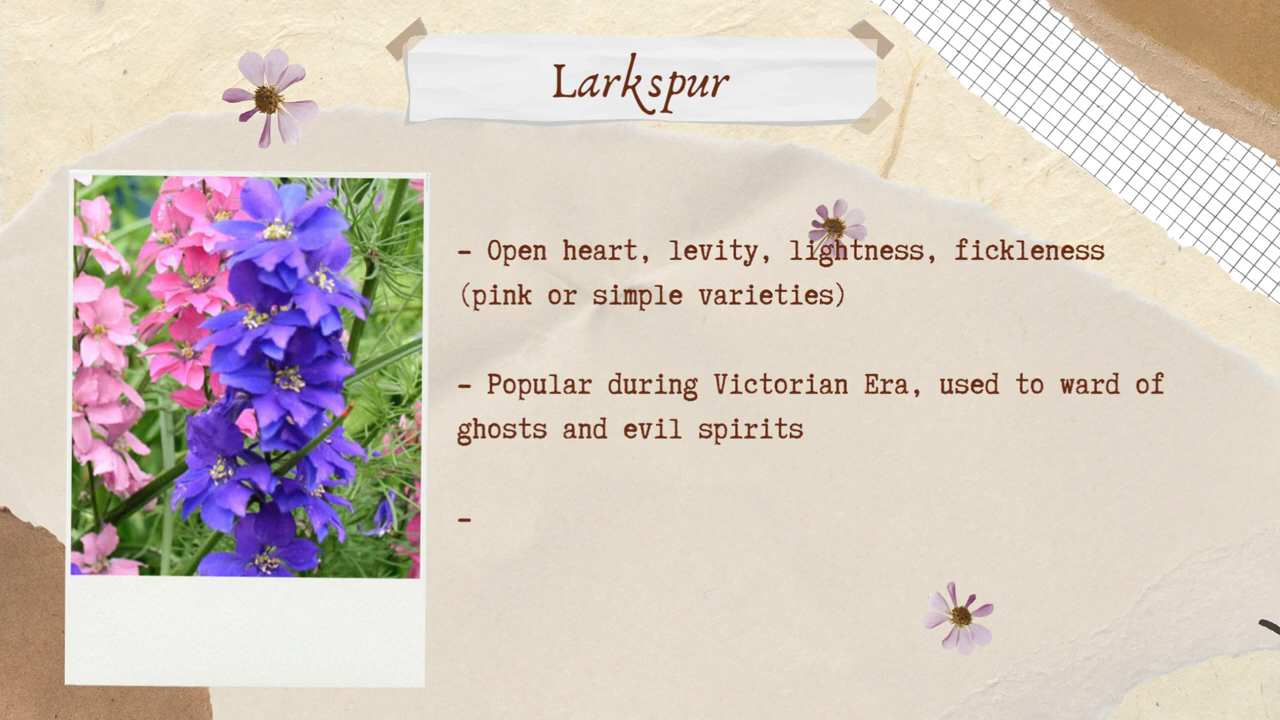 Larkspur
– Open heart, levity, lightness, fickleness
(pink or simple varieties)
– Popular during Victorian Era, used to ward of
ghosts and evil spirits
–